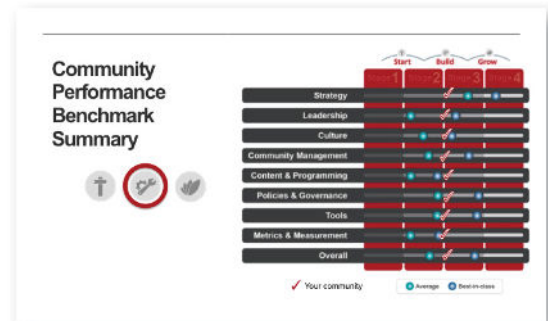 Community
Performance
Benchmark
Summary
Start Build Grow
Stage 1 Stage 2 Stage 3 Stage 4
Strategy
Leadership
Culture
Community Management
Content & Programming
Policies & Governance
Tools
Metrics & Measurement
Overall
Your community Average Best-in-class